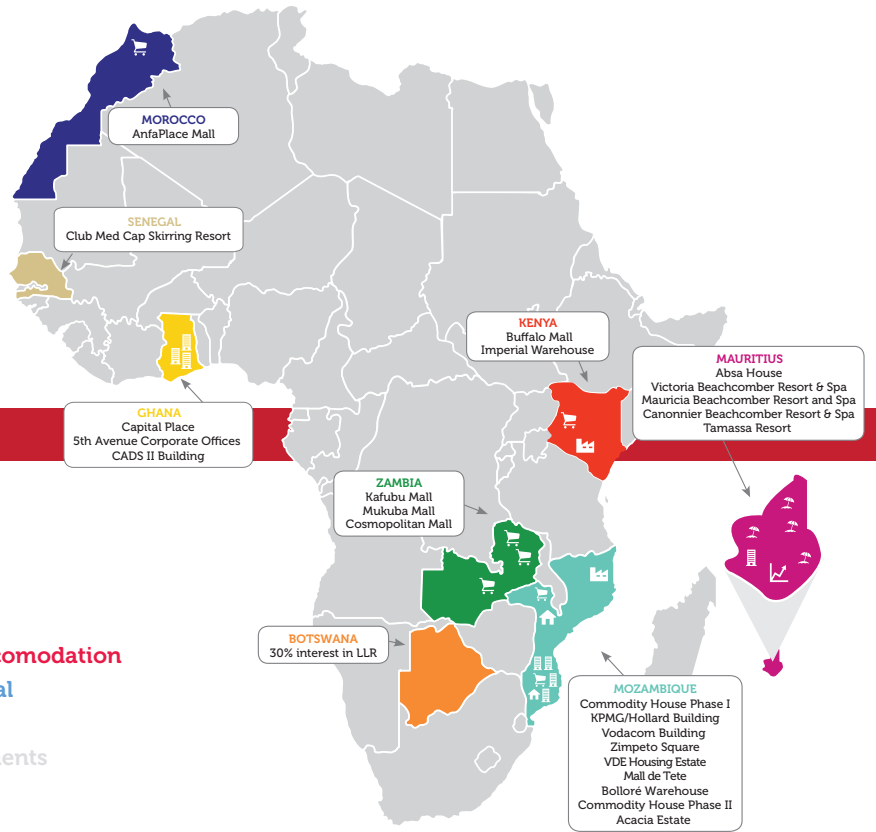 MOROCCO
AnfaPlace Mall
SENEGAL
Club Med Cap Skirring Resort
KENYA
Buffalo Mall
Imperial Warehouse
MAURITIUS
Absa House
Victoria Beachcomber Resort & Spa
Mauricia Beachcomber Resort and Spa
Canonnier Beachcomber Resort & Spa
Tamassa Resort
GHANA
Capital Place
5th Avenue Corporate Offices
CADS II Building
ZAMBIA
Kafubu Mall
Mukuba Mall
Cosmopolitan Mall
BOTSWANA
30% interest in LLR
comodation
al
ents
MOZAMBIQUE
Commodity House Phase I
KPMG/Hollard Building
Vodacom Building
Zimpeto Square
VDE Housing Estate
Mall de Tete
Bolloré Warehouse
Commodity House Phase II
Acacia Estate